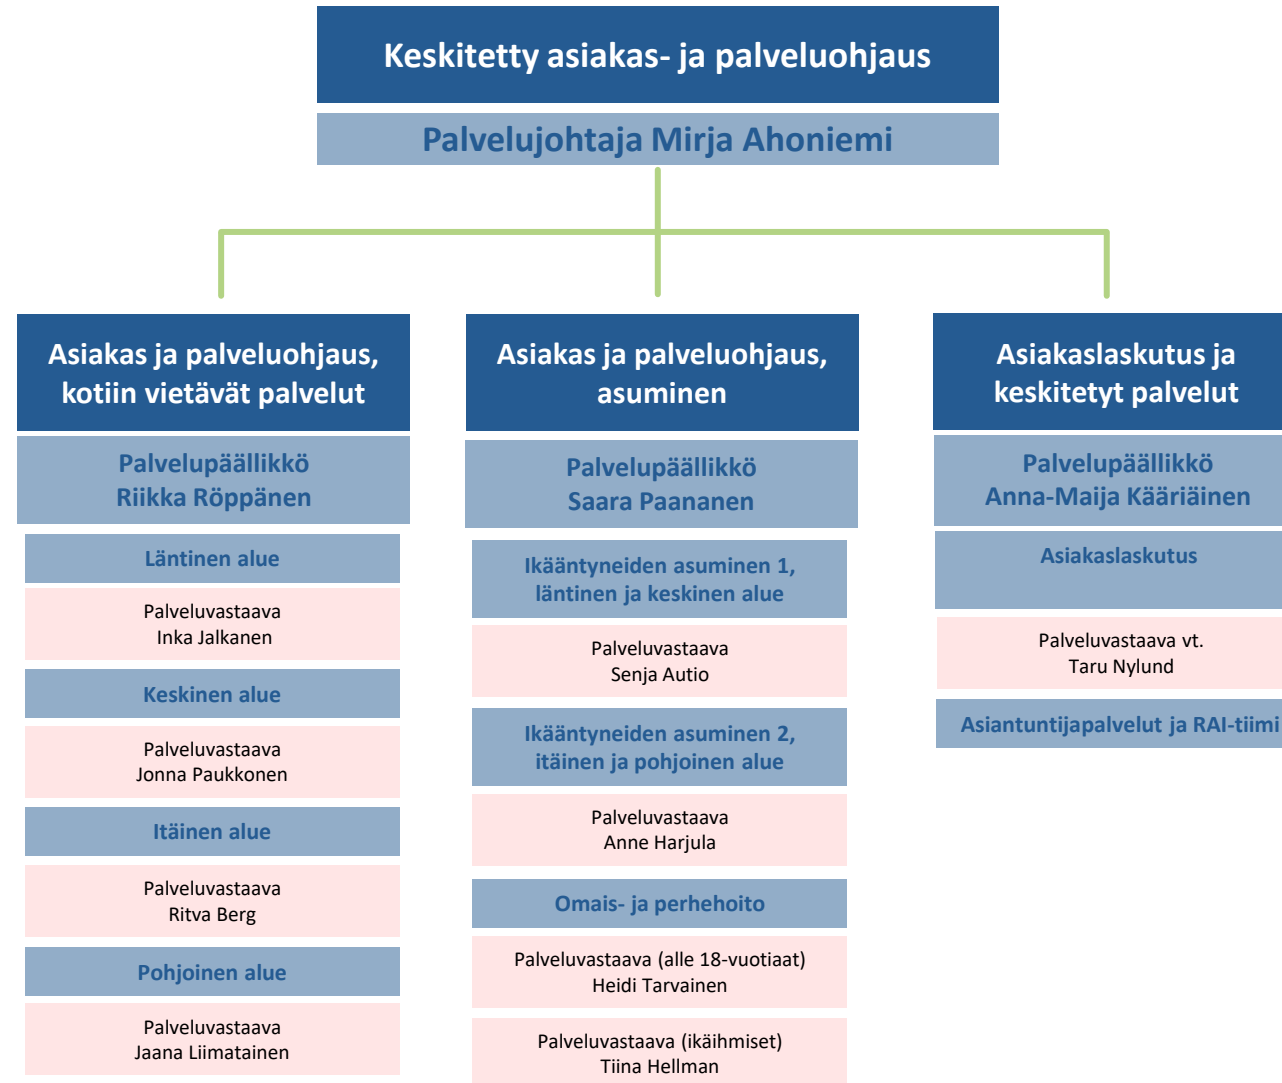 Keskitetty asiakas- ja palveluohjaus
Palvelujohtaja Mirja Ahoniemi
Asiakas ja palveluohjaus,
kotiin vietävät palvelut
Palvelupäällikkö
Riikka Röppänen
Läntinen alue
Palveluvastaava
Inka Jalkanen
Keskinen alue
Palveluvastaava
Jonna Paukkonen
Itäinen alue
Palveluvastaava
Ritva Berg
Pohjoinen alue
Palveluvastaava
Jaana Liimatainen
Asiakas ja palveluohjaus,
asuminen
Palvelupäällikkö
Saara Paananen
Ikääntyneiden asuminen 1,
läntinen ja keskinen alue
Palveluvastaava
Senja Autio
Ikääntyneiden asuminen 2,
itäinen ja pohjoinen alue
Palveluvastaava
Anne Harjula
Omais- ja perhehoito
Palveluvastaava (alle 18-vuotiaat)
Heidi Tarvainen
Palveluvastaava (ikäihmiset)
Tiina Hellman
Asiakaslaskutus ja
keskitetyt palvelut
Palvelupäällikkö
Anna-Maija Kääriäinen
Asiakaslaskutus
Palveluvastaava vt.
Taru Nylund
Asiantuntijapalvelut ja RAI-tiimi